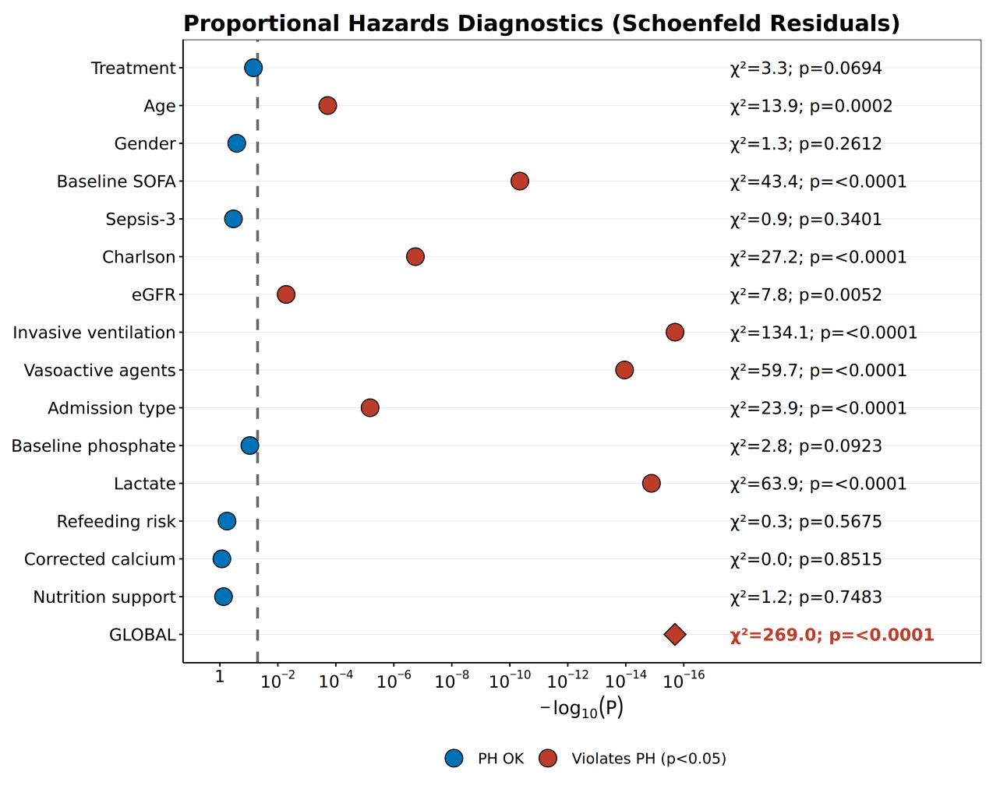 Proportional Hazards Diagnostics (Schoenfeld Residuals)
Treatment χ²=3.3; p=0.0694
Age χ²=13.9; p=0.0002
Gender χ²=1.3; p=0.2612
Baseline SOFA χ²=43.4; p=<0.0001
Sepsis-3 χ²=0.9; p=0.3401
Charlson χ²=27.2; p=<0.0001
eGFR χ²=7.8; p=0.0052
Invasive ventilation χ²=134.1; p=<0.0001
Vasoactive agents χ²=59.7; p=<0.0001
Admission type χ²=23.9; p=<0.0001
Baseline phosphate χ²=2.8; p=0.0923
Lactate χ²=63.9; p=<0.0001
Refeeding risk χ²=0.3; p=0.5675
Corrected calcium χ²=0.0; p=0.8515
Nutrition support χ²=1.2; p=0.7483
GLOBAL χ²=269.0; p=<0.0001
1 10⁻² 10⁻⁴ 10⁻⁶ 10⁻⁸ 10⁻¹⁰ 10⁻¹² 10⁻¹⁴ 10⁻¹⁶
−log₁₀(P)
PH OK Violates PH (p<0.05)